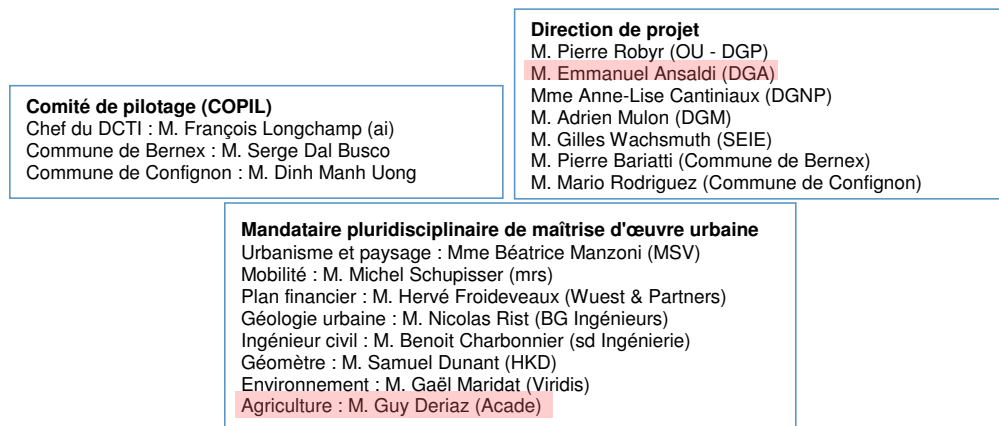 Direction de projet
M. Pierre Robyr (OU - DGP)
M. Emmanuel Ansaldi (DGA)
Mme Anne-Lise Cantiniaux (DGNP)
M. Adrien Mulon (DGM)
M. Gilles Wachsmuth (SEIE)
M. Pierre Bariatti (Commune de Bernex)
M. Mario Rodriguez (Commune de Confignon)
Comité de pilotage (COPIL)
Chef du DCTI : M. François Longchamp (ai)
Commune de Bernex : M. Serge Dal Busco
Commune de Confignon : M. Dinh Manh Uong
Mandataire pluridisciplinaire de maîtrise d'œuvre urbaine
Urbanisme et paysage : Mme Béatrice Manzoni (MSV)
Mobilité : M. Michel Schupisser (mrs)
Plan financier : M. Hervé Froideveaux (Wuest & Partners)
Géologie urbaine : M. Nicolas Rist (BG Ingénieurs)
Ingénieur civil : M. Benoit Charbonnier (sd Ingénierie)
Géomètre : M. Samuel Dunant (HKD)
Environnement : M. Gaël Maridat (Viridis)
Agriculture : M. Guy Deriaz (Acade)